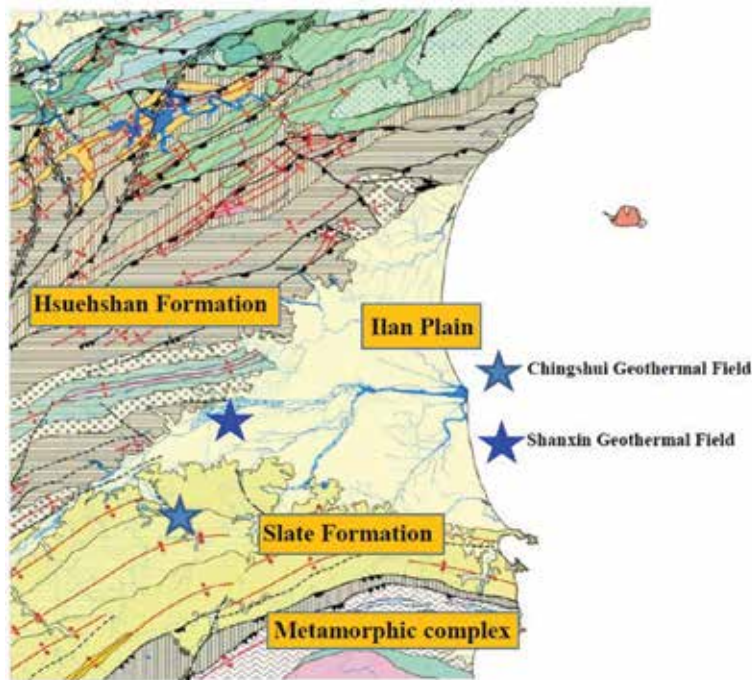 Hsuehshan Formation
Ilan Plain
Chingshui Geothermal Field
Shanxin Geothermal Field
Slate Formation
Metamorphic complex